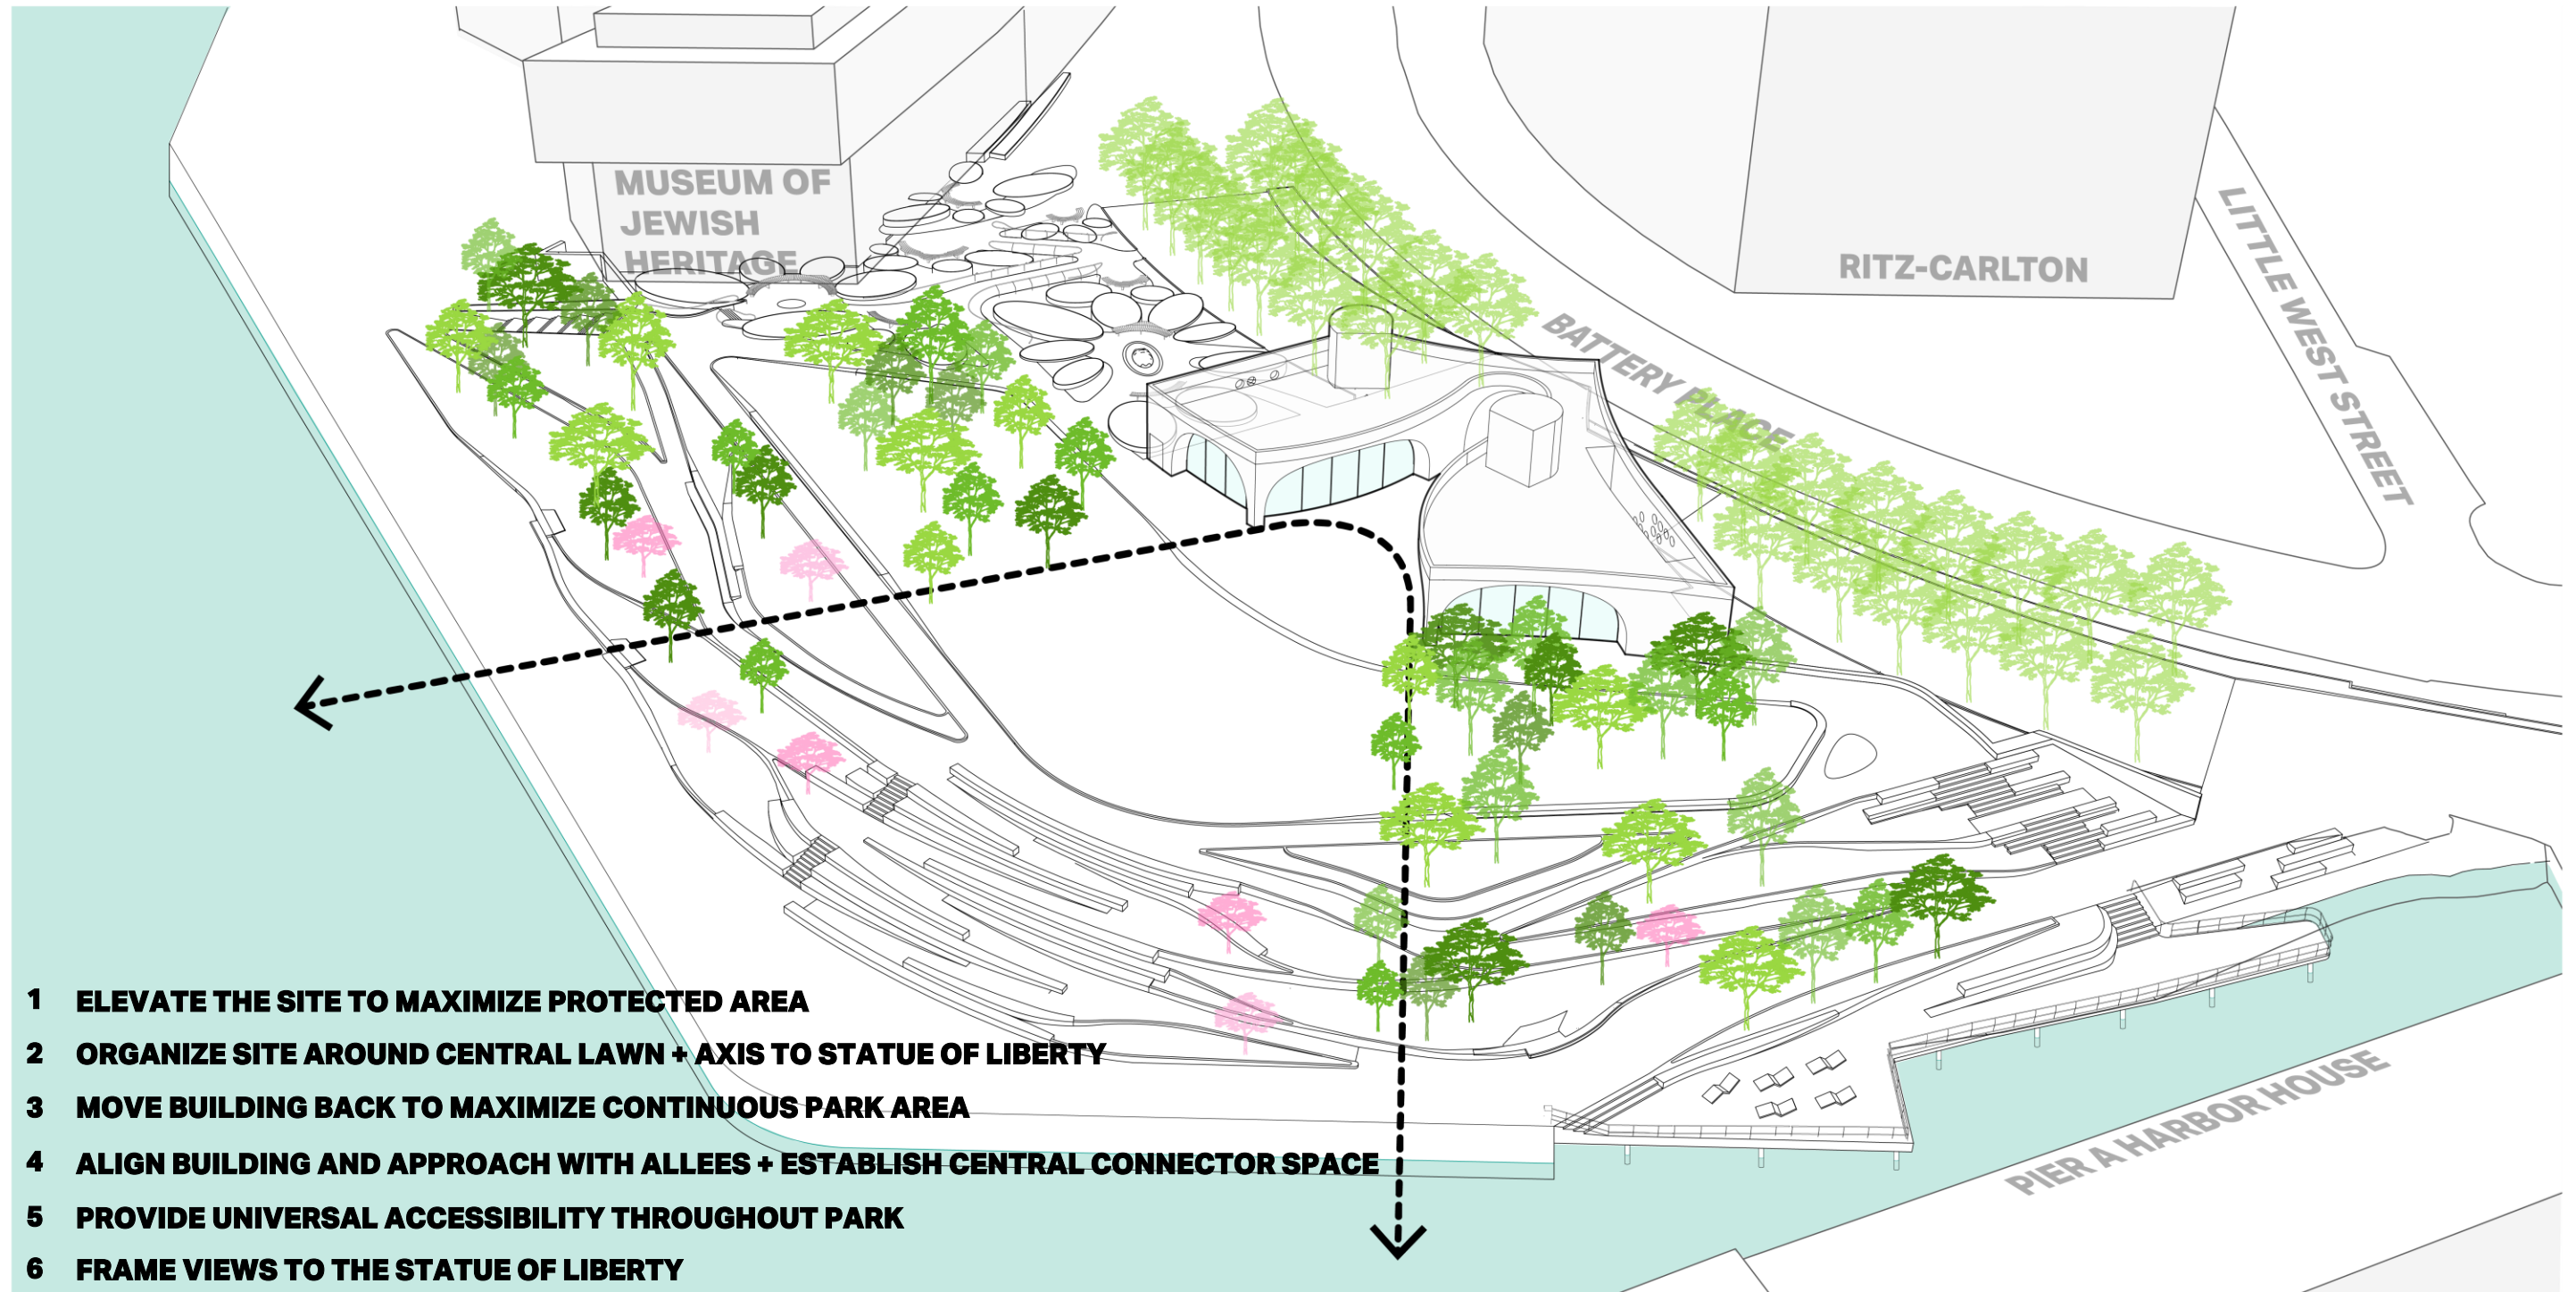 MUSEUM OF
JEWISH
HERITAGE
RITZ-CARLTON
LITTLE WEST STREET
BATTERY PLACE
PIER A HARBOR HOUSE
1 ELEVATE THE SITE TO MAXIMIZE PROTECTED AREA
2 ORGANIZE SITE AROUND CENTRAL LAWN + AXIS TO STATUE OF LIBERTY
3 MOVE BUILDING BACK TO MAXIMIZE CONTINUOUS PARK AREA
4 ALIGN BUILDING AND APPROACH WITH ALLEES + ESTABLISH CENTRAL CONNECTOR SPACE
5 PROVIDE UNIVERSAL ACCESSIBILITY THROUGHOUT PARK
6 FRAME VIEWS TO THE STATUE OF LIBERTY